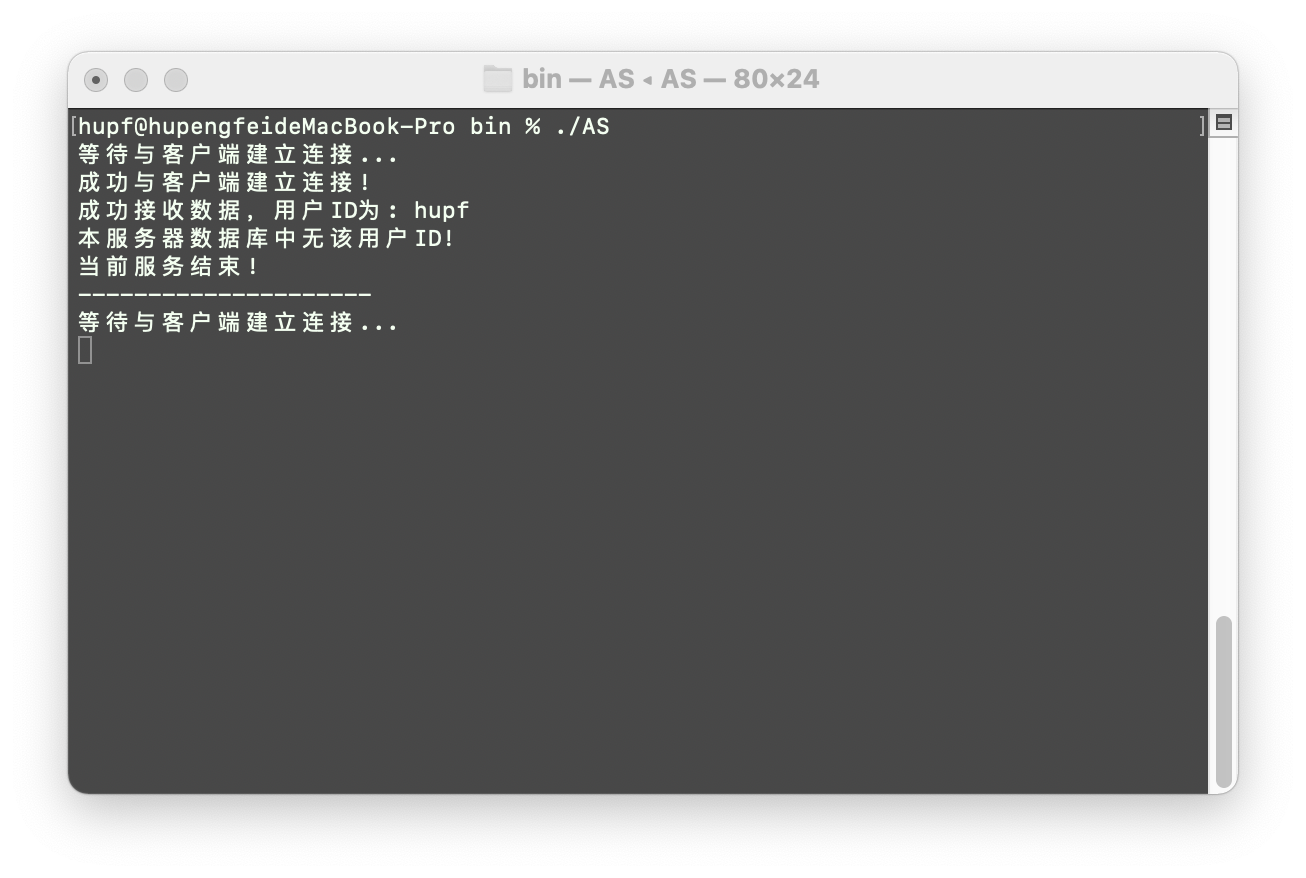 bin — AS ◂ AS — 80×24
[hupf@hupengfeideMacBook-Pro bin % ./AS ]
等待与客户端建立连接...
成功与客户端建立连接！
成功接收数据，用户ID为：hupf
本服务器数据库中无该用户ID!
当前服务结束！
---------------------
等待与客户端建立连接...